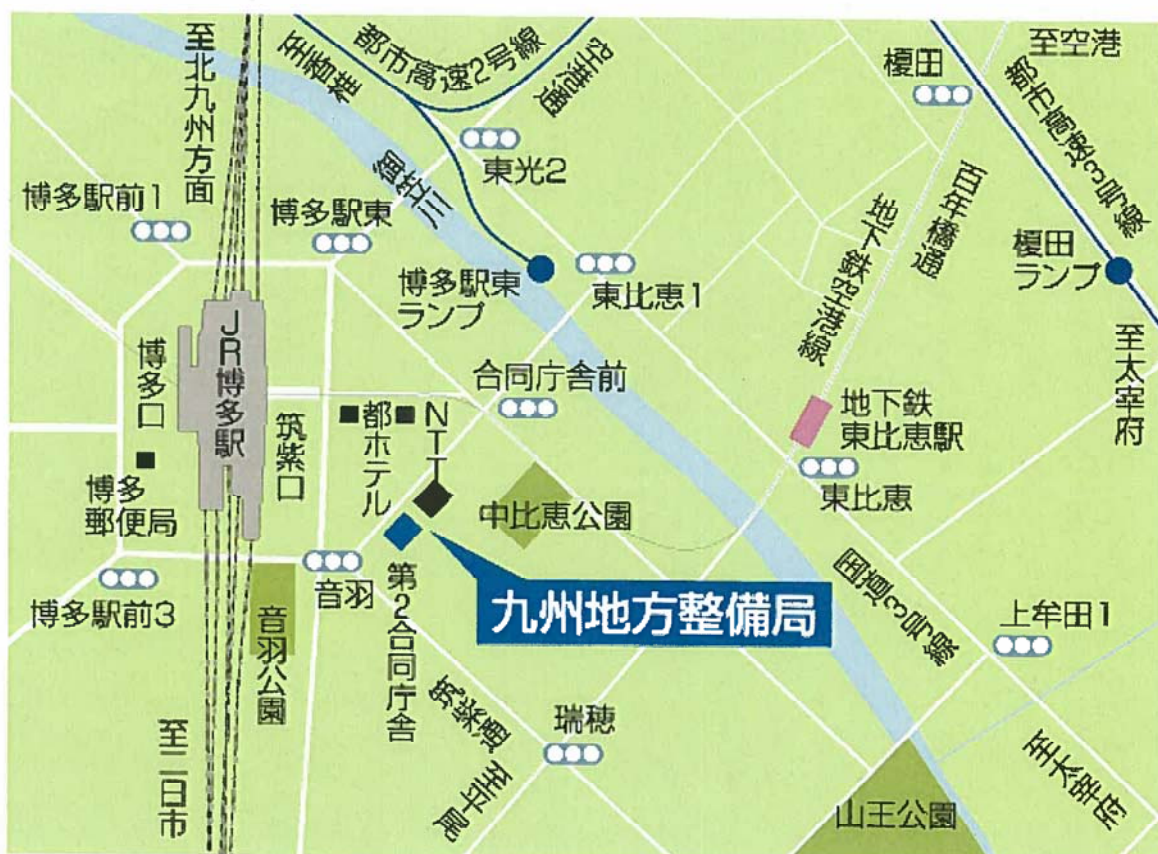 至北九州方面
至香椎
都市高速2号線
空港通
榎田
至空港
都市高速3号線
博多駅前1
博多駅東
御笠川
東光2
百年橋通
地下鉄空港線
榎田
ランプ
博多駅東
ランプ
東比恵1
至太宰府
JR博多駅
博多口
筑紫口
都ホテル
NTT
合同庁舎前
地下鉄
東比恵駅
東比恵
博多
郵便局
中比恵公園
博多駅前3
音羽
音羽公園
第2合同庁舎
九州地方整備局
国道3号線
上牟田1
筑紫通
瑞穂
至竹下
至二日市
山王公園
至太宰府